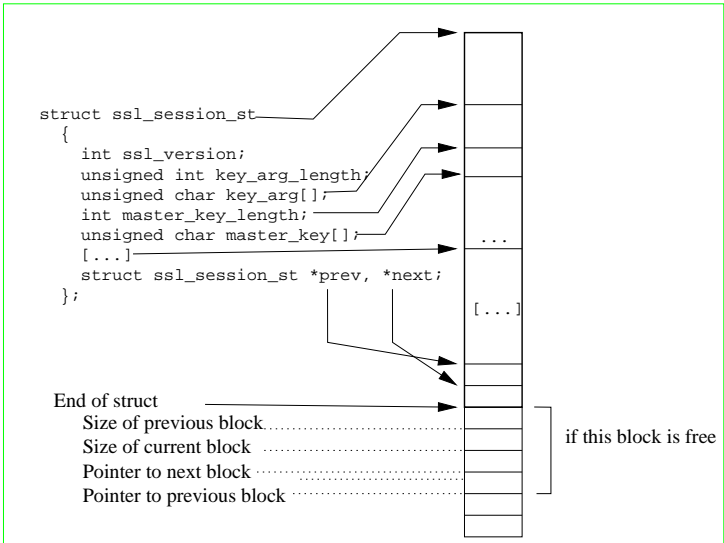 struct ssl_session_st
{
int ssl_version;
unsigned int key_arg_length;
unsigned char key_arg[];
int master_key_length;
unsigned char master_key[];
[...]
struct ssl_session_st *prev, *next;
};
...
[...]
End of struct
Size of previous block
Size of current block
Pointer to next block
Pointer to previous block
if this block is free